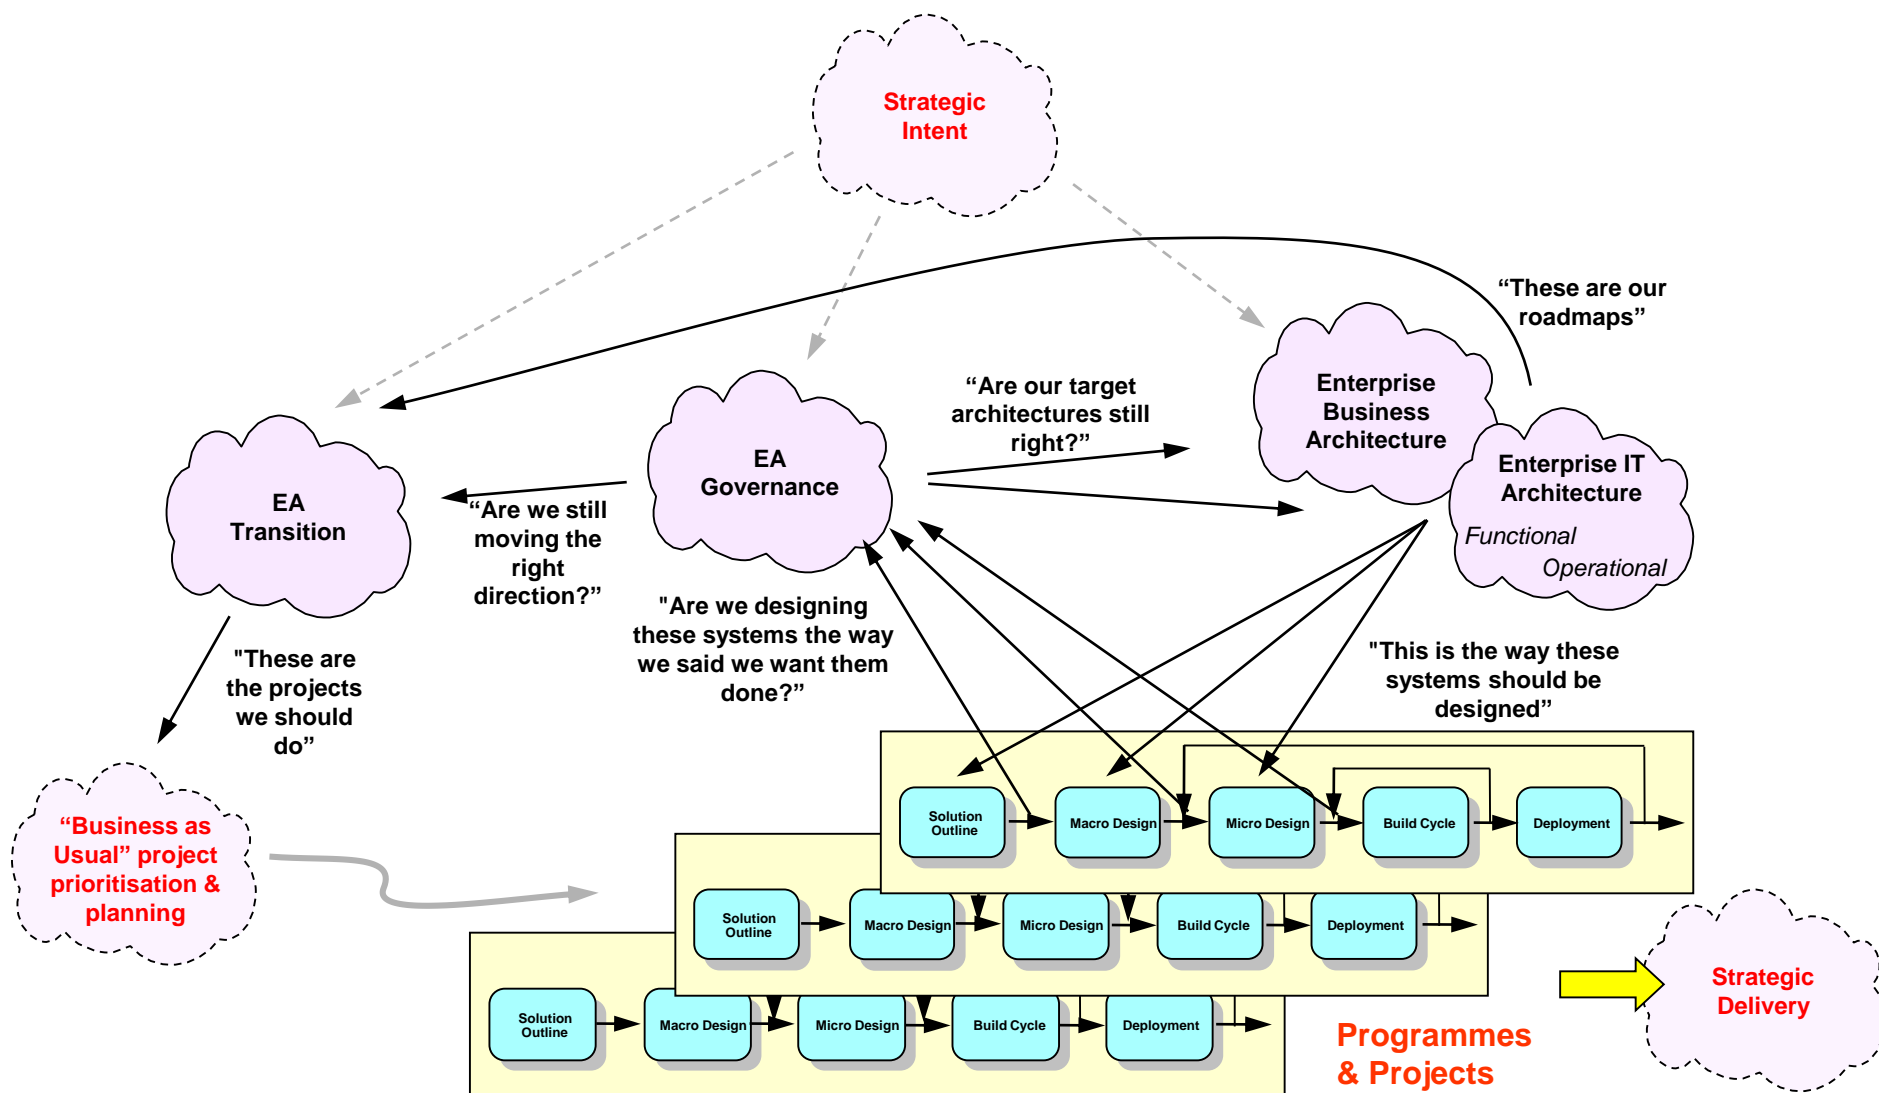 Strategic
Intent
“These are our
roadmaps”
Enterprise
Business
Architecture
“Are our target
architectures still
right?”
EA
Governance
Enterprise IT
Architecture
Functional
Operational
EA
Transition
“Are we still
moving the
right
direction?”
"Are we designing
these systems the way
we said we want them
done?”
"This is the way these
systems should be
designed”
"These are
the projects
we should
do”
“Business as
Usual” project
prioritisation &
planning
Solution
Outline
Macro Design
Micro Design
Build Cycle
Deployment
Solution
Outline
Macro Design
Micro Design
Build Cycle
Deployment
Solution
Outline
Macro Design
Micro Design
Build Cycle
Deployment
Strategic
Delivery
Programmes
& Projects